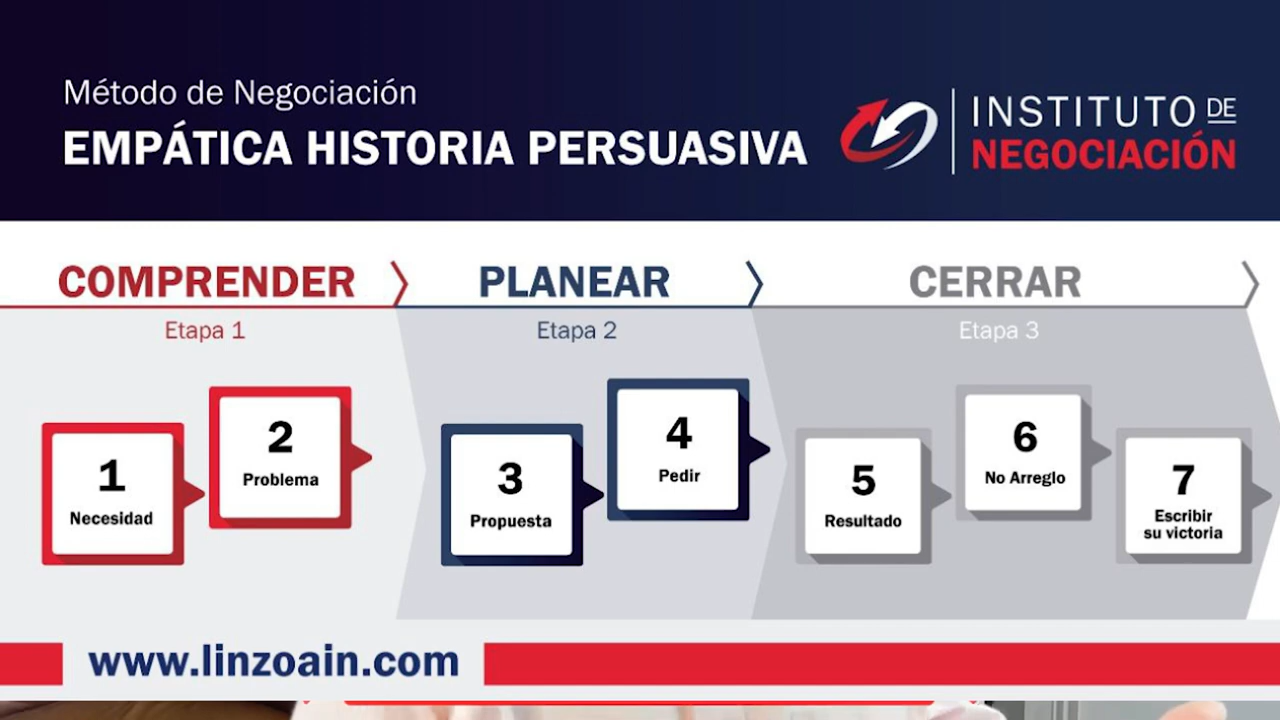 Método de Negociación
EMPÁTICA HISTORIA PERSUASIVA
INSTITUTO DE
NEGOCIACIÓN
COMPRENDER
Etapa 1
1
Necesidad
2
Problema
PLANEAR
Etapa 2
3
Propuesta
4
Pedir
CERRAR
Etapa 3
5
Resultado
6
No Arreglo
7
Escribir
su victoria
www.linzoain.com